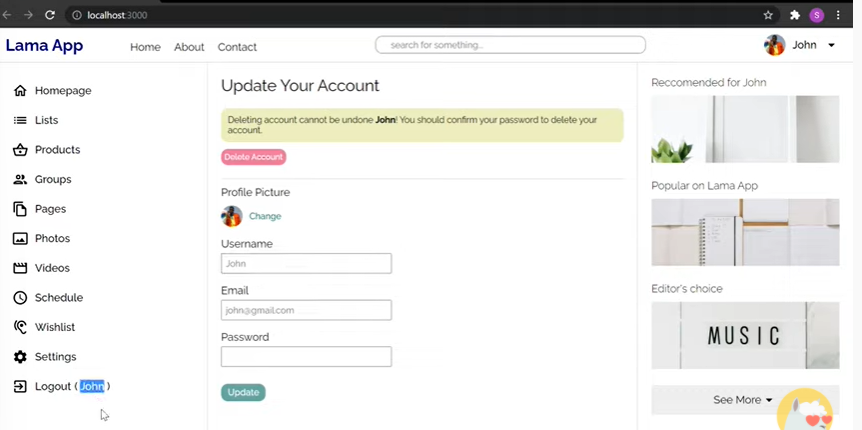 localhost:3000
S
Lama App
Home About Contact
search for something..
John
Homepage
Lists
Products
Groups
Pages
Photos
Videos
Schedule
Wishlist
Settings
Logout ( John )
Update Your Account
Deleting account cannot be undone John! You should confirm your password to delete your
account.
Delete Account
Profile Picture
Change
Username
John
Email
john@gmail.com
Password
Update
Reccomended for John
Popular on Lama App
Editor's choice
MUSIC
See More